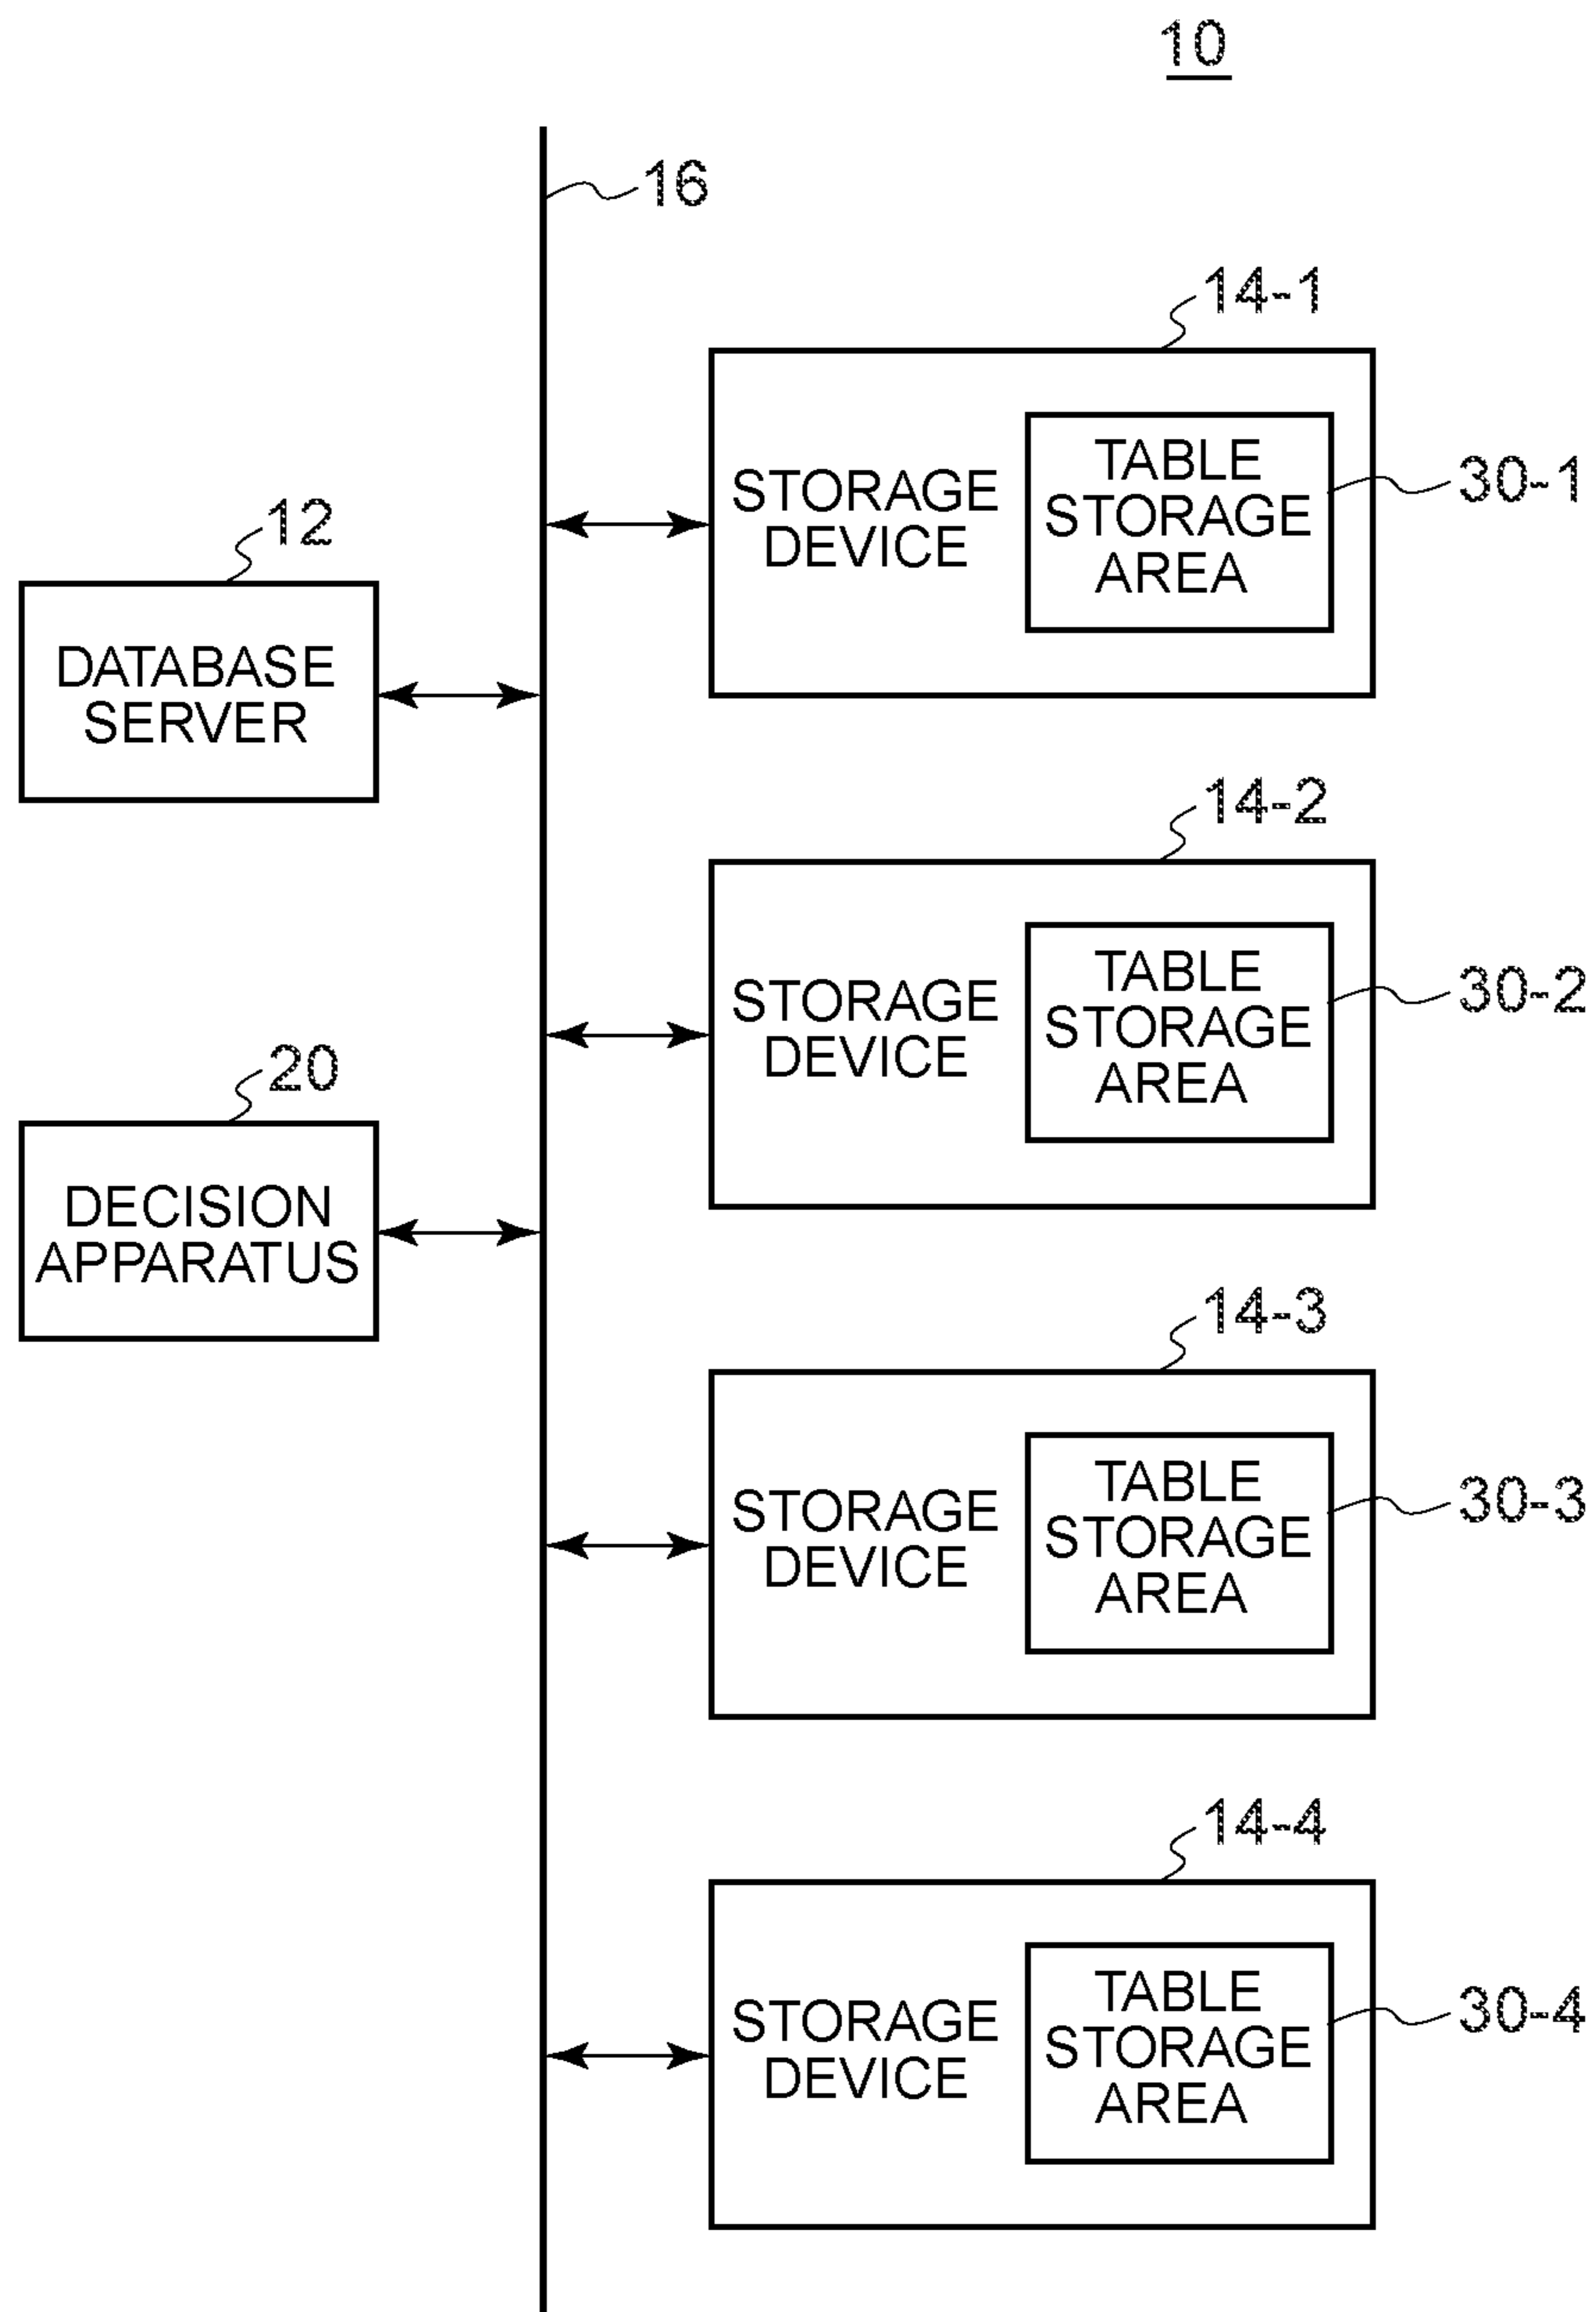 10
16
14-1
STORAGE
DEVICE
TABLE
STORAGE
AREA
30-1
12
DATABASE
SERVER
14-2
STORAGE
DEVICE
TABLE
STORAGE
AREA
30-2
20
DECISION
APPARATUS
14-3
STORAGE
DEVICE
TABLE
STORAGE
AREA
30-3
14-4
STORAGE
DEVICE
TABLE
STORAGE
AREA
30-4